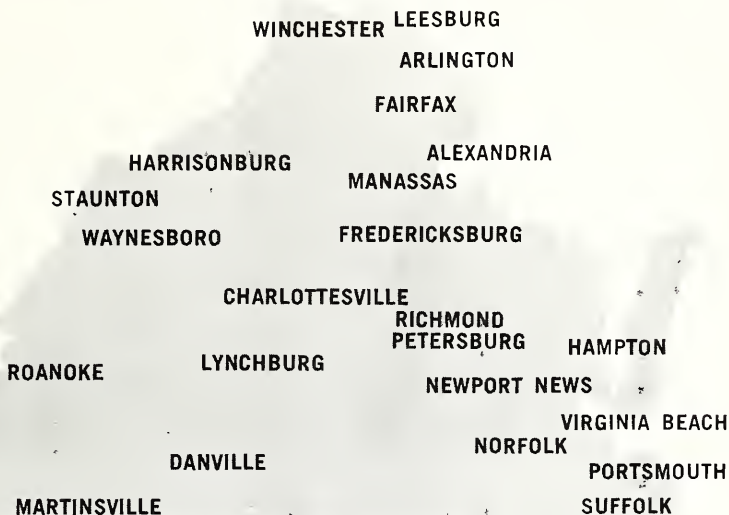 WINCHESTER LEESBURG
ARLINGTON
FAIRFAX
ALEXANDRIA
HARRISONBURG
MANASSAS
STAUNTON
WAYNESBORO
FREDERICKSBURG
CHARLOTTESVILLE
RICHMOND
PETERSBURG
HAMPTON
LYNCHBURG
ROANOKE
NEWPORT NEWS
VIRGINIA BEACH
NORFOLK
DANVILLE
PORTSMOUTH
MARTINSVILLE
SUFFOLK